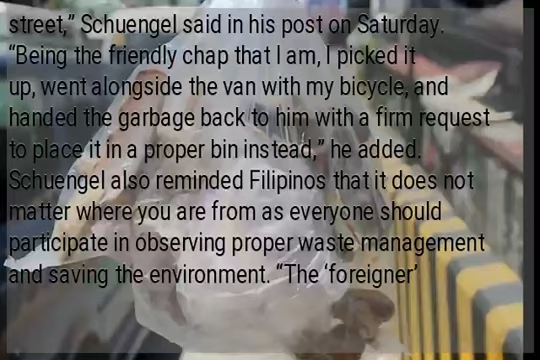 street,” Schuengel said in his post on Saturday.
“Being the friendly chap that I am, I picked it
up, went alongside the van with my bicycle, and
handed the garbage back to him with a firm request
to place it in a proper bin instead,” he added.
Schuengel also reminded Filipinos that it does not
matter where you are from as everyone should
participate in observing proper waste management
and saving the environment. “The ‘foreigner’